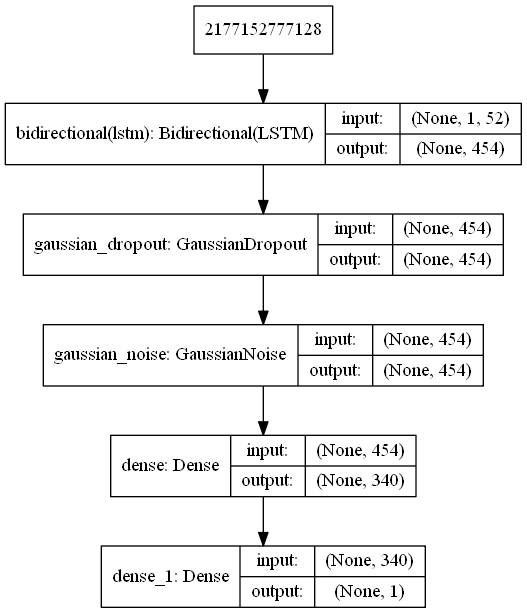 2177152777128
bidirectional(lstm): Bidirectional(LSTM)
input: (None, 1, 52)
output: (None, 454)
gaussian_dropout: GaussianDropout
input: (None, 454)
output: (None, 454)
gaussian_noise: GaussianNoise
input: (None, 454)
output: (None, 454)
dense: Dense
input: (None, 454)
output: (None, 340)
dense_1: Dense
input: (None, 340)
output: (None, 1)